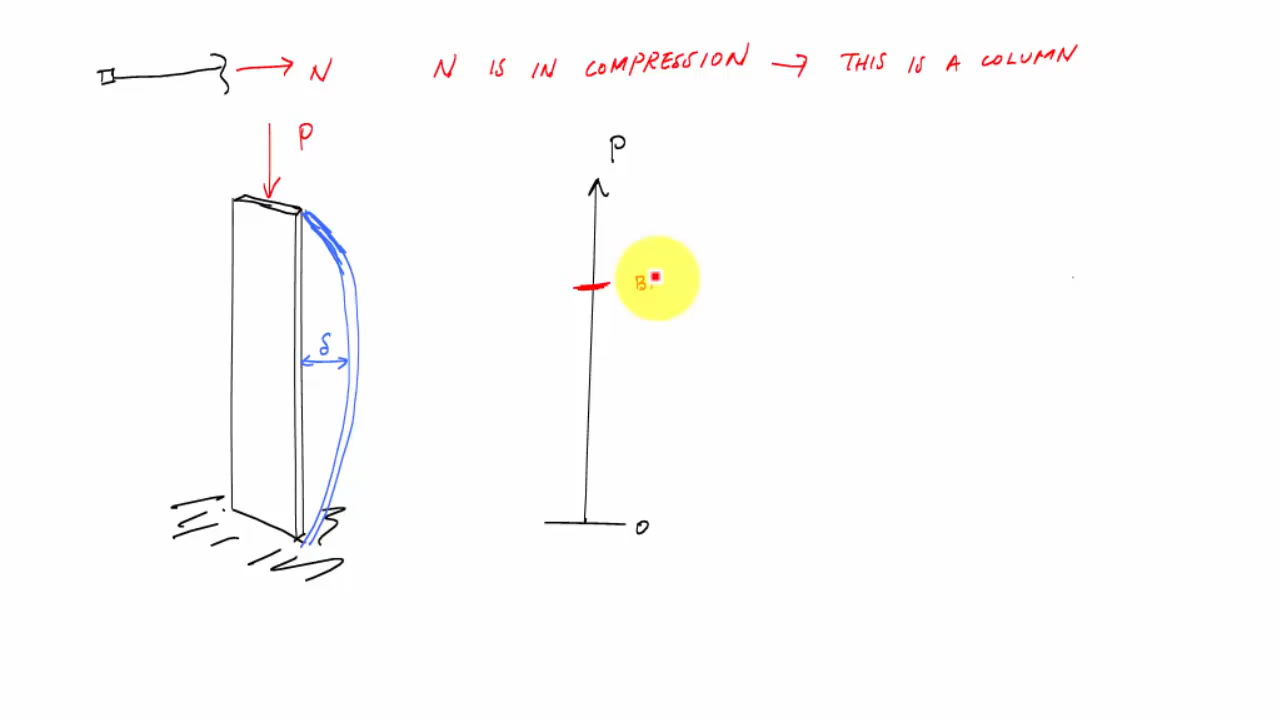 N N IS IN COMPRESSION → THIS IS A COLUMN
P
P
B
δ
0